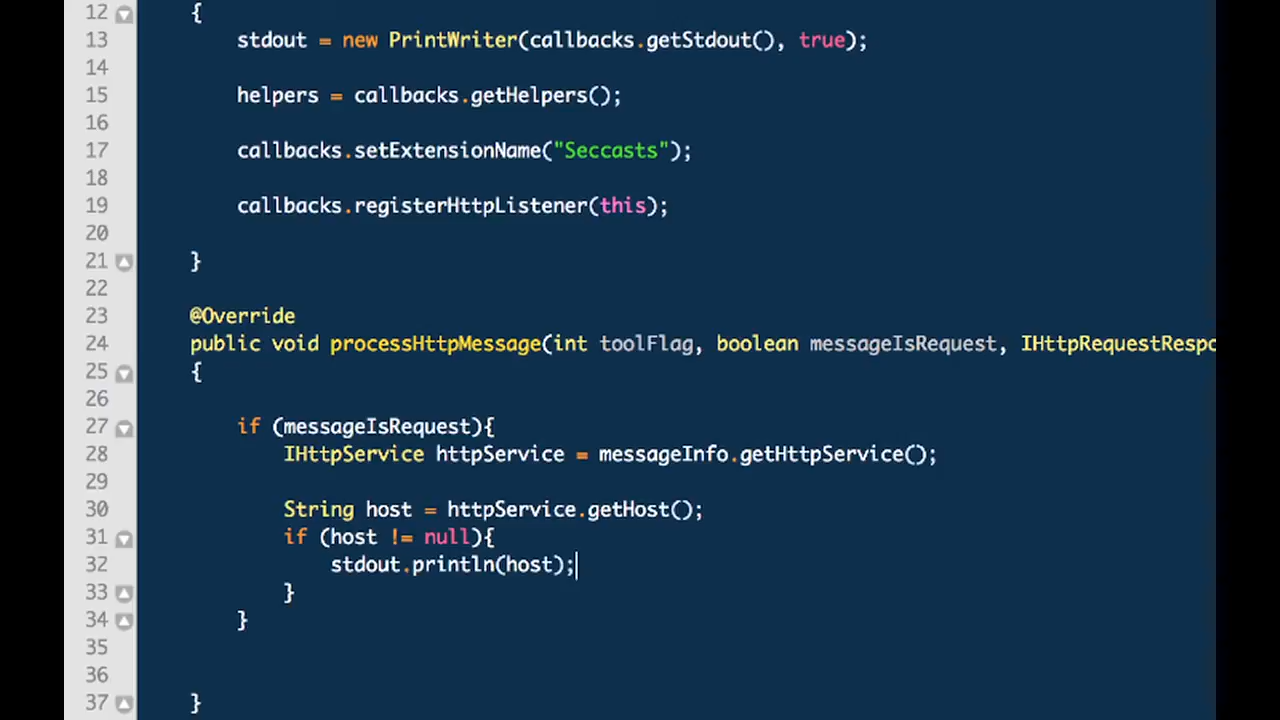 12 {
13 stdout = new PrintWriter(callbacks.getStdout(), true);
14
15 helpers = callbacks.getHelpers();
16
17 callbacks.setExtensionName("Seccasts");
18
19 callbacks.registerHttpListener(this);
20
21 }
22
23 @Override
24 public void processHttpMessage(int toolFlag, boolean messageIsRequest, IHttpRequestRespo
25 {
26
27 if (messageIsRequest){
28 IHttpService httpService = messageInfo.getHttpService();
29
30 String host = httpService.getHost();
31 if (host != null){
32 stdout.println(host);
33 }
34 }
35
36
37 }